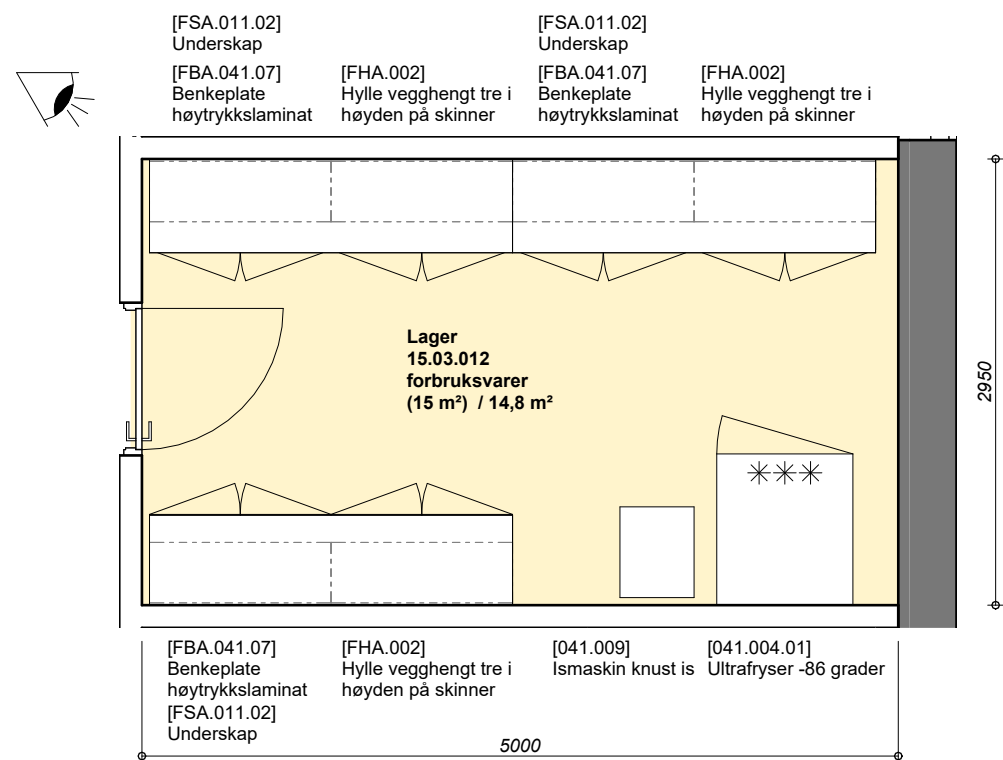 [FSA.011.02]
Underskap
[FBA.041.07]
Benkeplate
høytrykkslaminat
[FHA.002]
Hylle vegghengt tre i
høyden på skinner
[FSA.011.02]
Underskap
[FBA.041.07]
Benkeplate
høytrykkslaminat
[FHA.002]
Hylle vegghengt tre i
høyden på skinner
Lager
15.03.012
forbruksvarer
(15 m²) / 14,8 m²
2950
[FBA.041.07]
Benkeplate
høytrykkslaminat
[FSA.011.02]
Underskap
[FHA.002]
Hylle vegghengt tre i
høyden på skinner
[041.009]
Ismaskin knust is
[041.004.01]
Ultrafryser -86 grader
5000